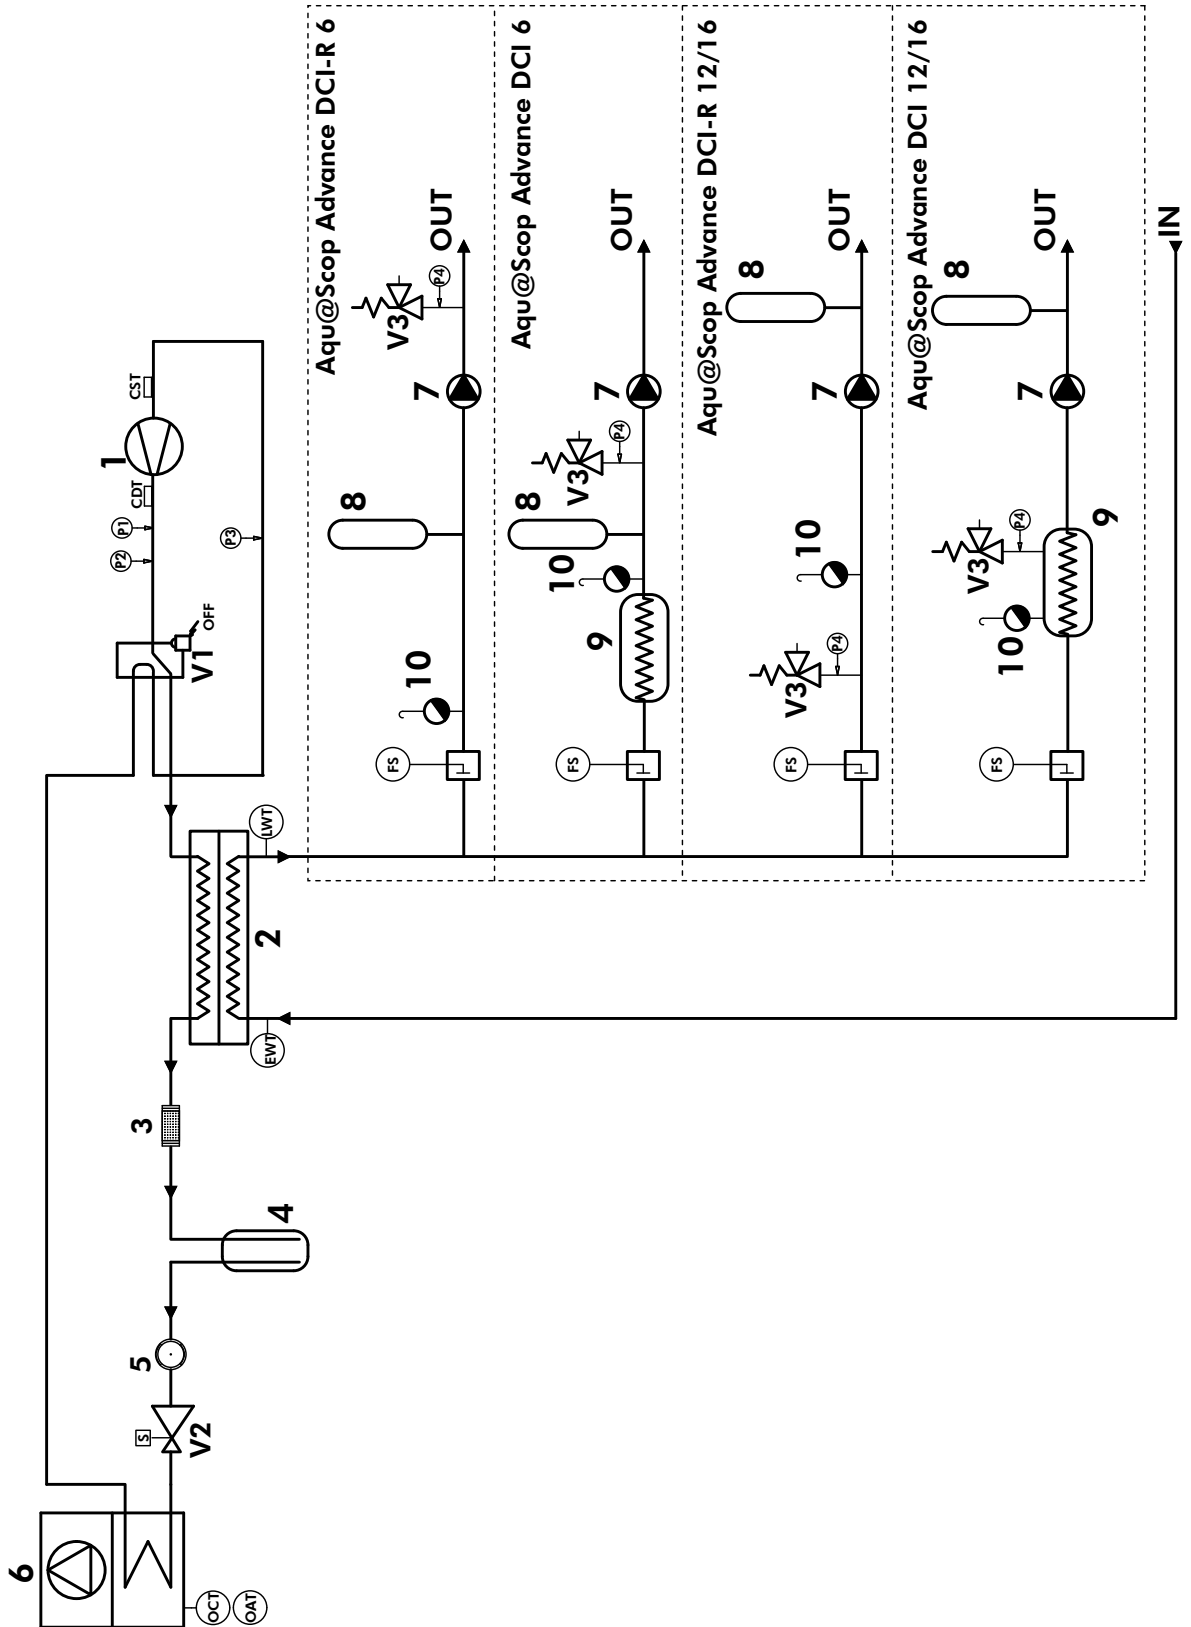 6
OCT
OAT
S
V2
5
4
3
2
EWT
LWT
V1
OFF
P2
P1
CDT
1
CST
P3
Aqu@Scop Advance DCI-R 6
FS
10
8
7
V3
P4
OUT
Aqu@Scop Advance DCI 6
FS
9
10
8
V3
P4
7
OUT
Aqu@Scop Advance DCI-R 12/16
FS
V3
P4
10
7
8
OUT
Aqu@Scop Advance DCI 12/16
FS
10
V3
P4
9
7
8
OUT
IN